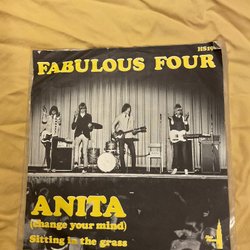 FABULOUS FOUR
ANITA
(change your mind)
Sitting in the grass